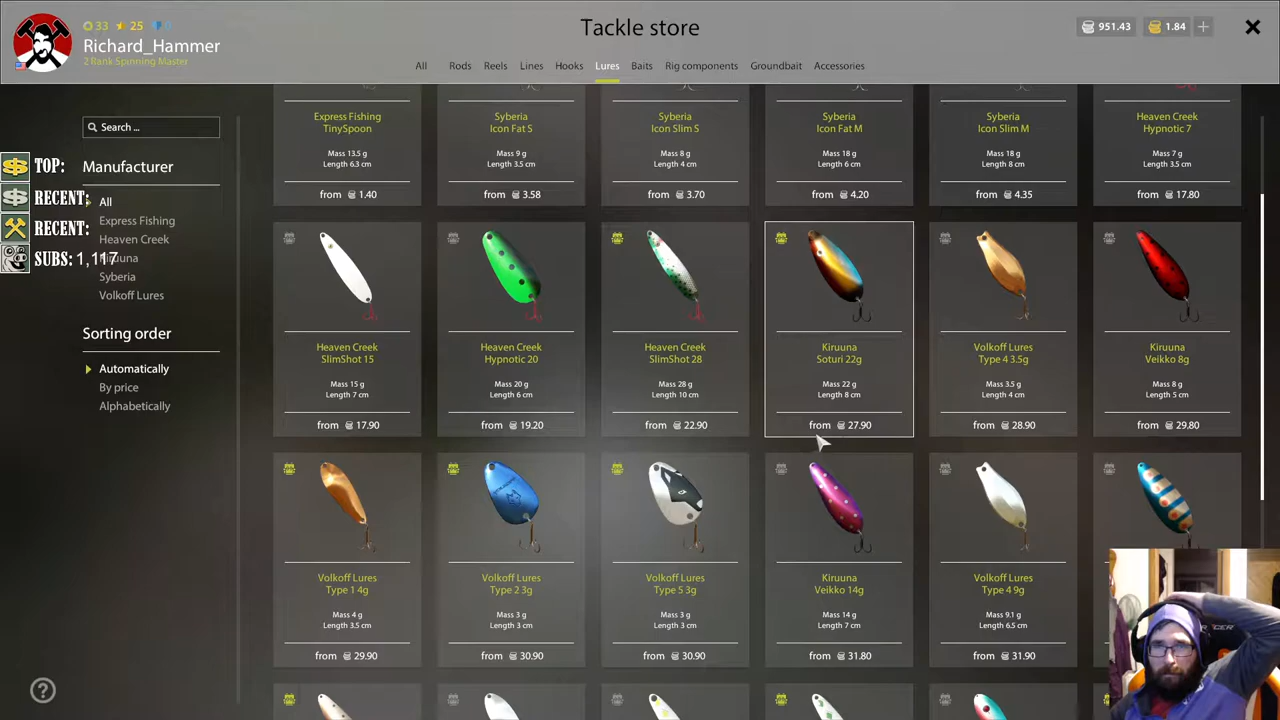 33 25 0
Richard_Hammer
2 Rank Spinning Master
Tackle store
951.43 1.84 +
All Rods Reels Lines Hooks Lures Baits Rig components Groundbait Accessories
Search ...
TOP:
RECENT:
RECENT:
SUBS: 1,117
Manufacturer
All
Express Fishing
Heaven Creek
Kiruuna
Syberia
Volkoff Lures
Sorting order
Automatically
By price
Alphabetically
Express Fishing
TinySpoon
Mass 13.5 g
Length 6.3 cm
from 1.40
Syberia
Icon Fat S
Mass 9 g
Length 3.5 cm
from 3.58
Syberia
Icon Slim S
Mass 8 g
Length 4 cm
from 3.70
Syberia
Icon Fat M
Mass 18 g
Length 6 cm
from 4.20
Syberia
Icon Slim M
Mass 18 g
Length 8 cm
from 4.35
Heaven Creek
Hypnotic 7
Mass 7 g
Length 3.5 cm
from 17.80
Heaven Creek
SlimShot 15
Mass 15 g
Length 7 cm
from 17.90
Heaven Creek
Hypnotic 20
Mass 20 g
Length 6 cm
from 19.20
Heaven Creek
SlimShot 28
Mass 28 g
Length 10 cm
from 22.90
Kiruuna
Soturi 22g
Mass 22 g
Length 8 cm
from 27.90
Volkoff Lures
Type 4 3.5g
Mass 3.5 g
Length 4 cm
from 28.90
Kiruuna
Veikko 8g
Mass 8 g
Length 5 cm
from 29.80
Volkoff Lures
Type 1 4g
Mass 4 g
Length 3.5 cm
from 29.90
Volkoff Lures
Type 2 3g
Mass 3 g
Length 3 cm
from 30.90
Volkoff Lures
Type 5 3g
Mass 3 g
Length 3 cm
from 30.90
Kiruuna
Veikko 14g
Mass 14 g
Length 7 cm
from 31.80
Volkoff Lures
Type 4 9g
Mass 9.1 g
Length 6.5 cm
from 31.90
?